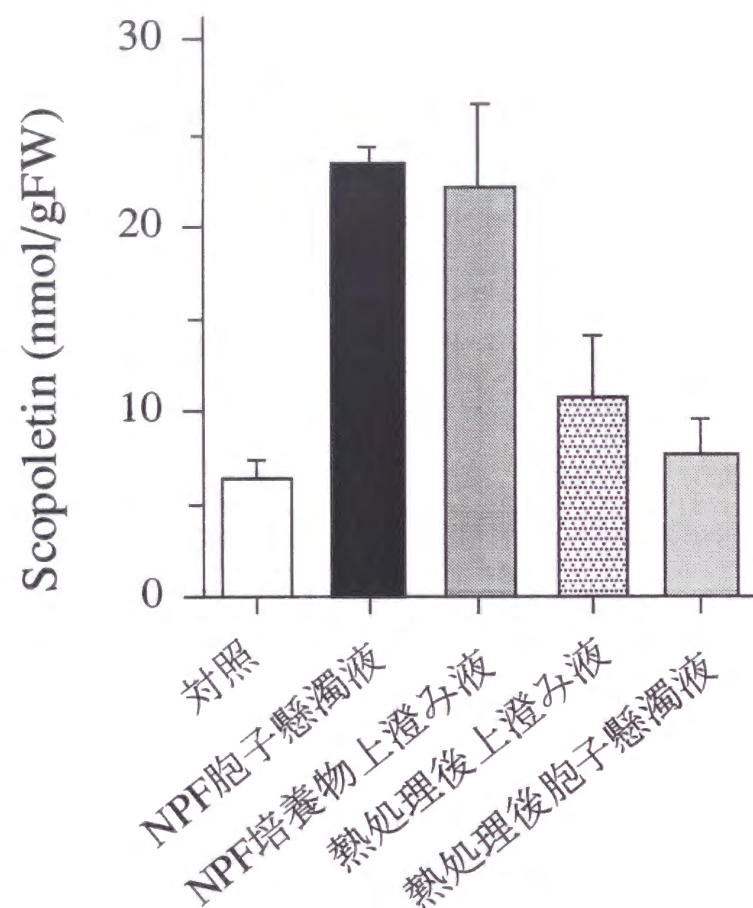 Scopoletin (nmol/gFW)
30
20
10
0
対照
NPF胞子懸濁液
NPF培養物上澄み液
熱処理後上澄み液
熱処理後胞子懸濁液